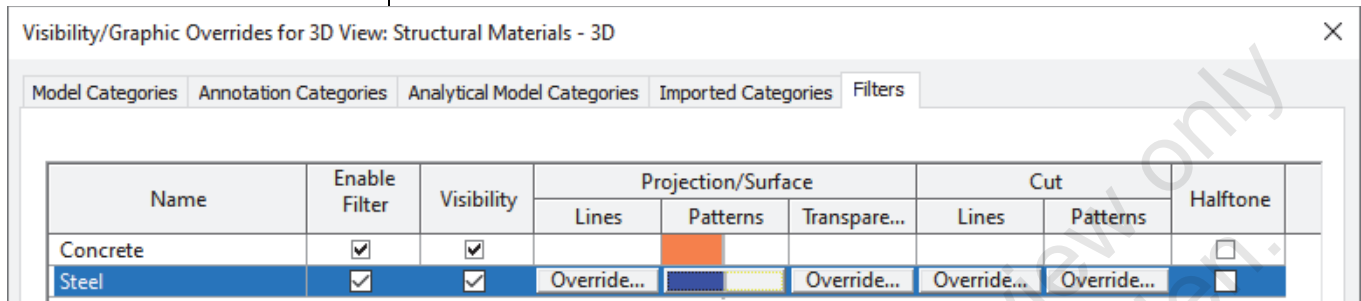 Visibility/Graphic Overrides for 3D View: Structural Materials - 3D
Model Categories Annotation Categories Analytical Model Categories Imported Categories Filters
Name Enable Filter Visibility Projection/Surface Cut Halftone
Lines Patterns Transpare... Lines Patterns
Concrete
Steel Override... Override... Override... Override...
view only